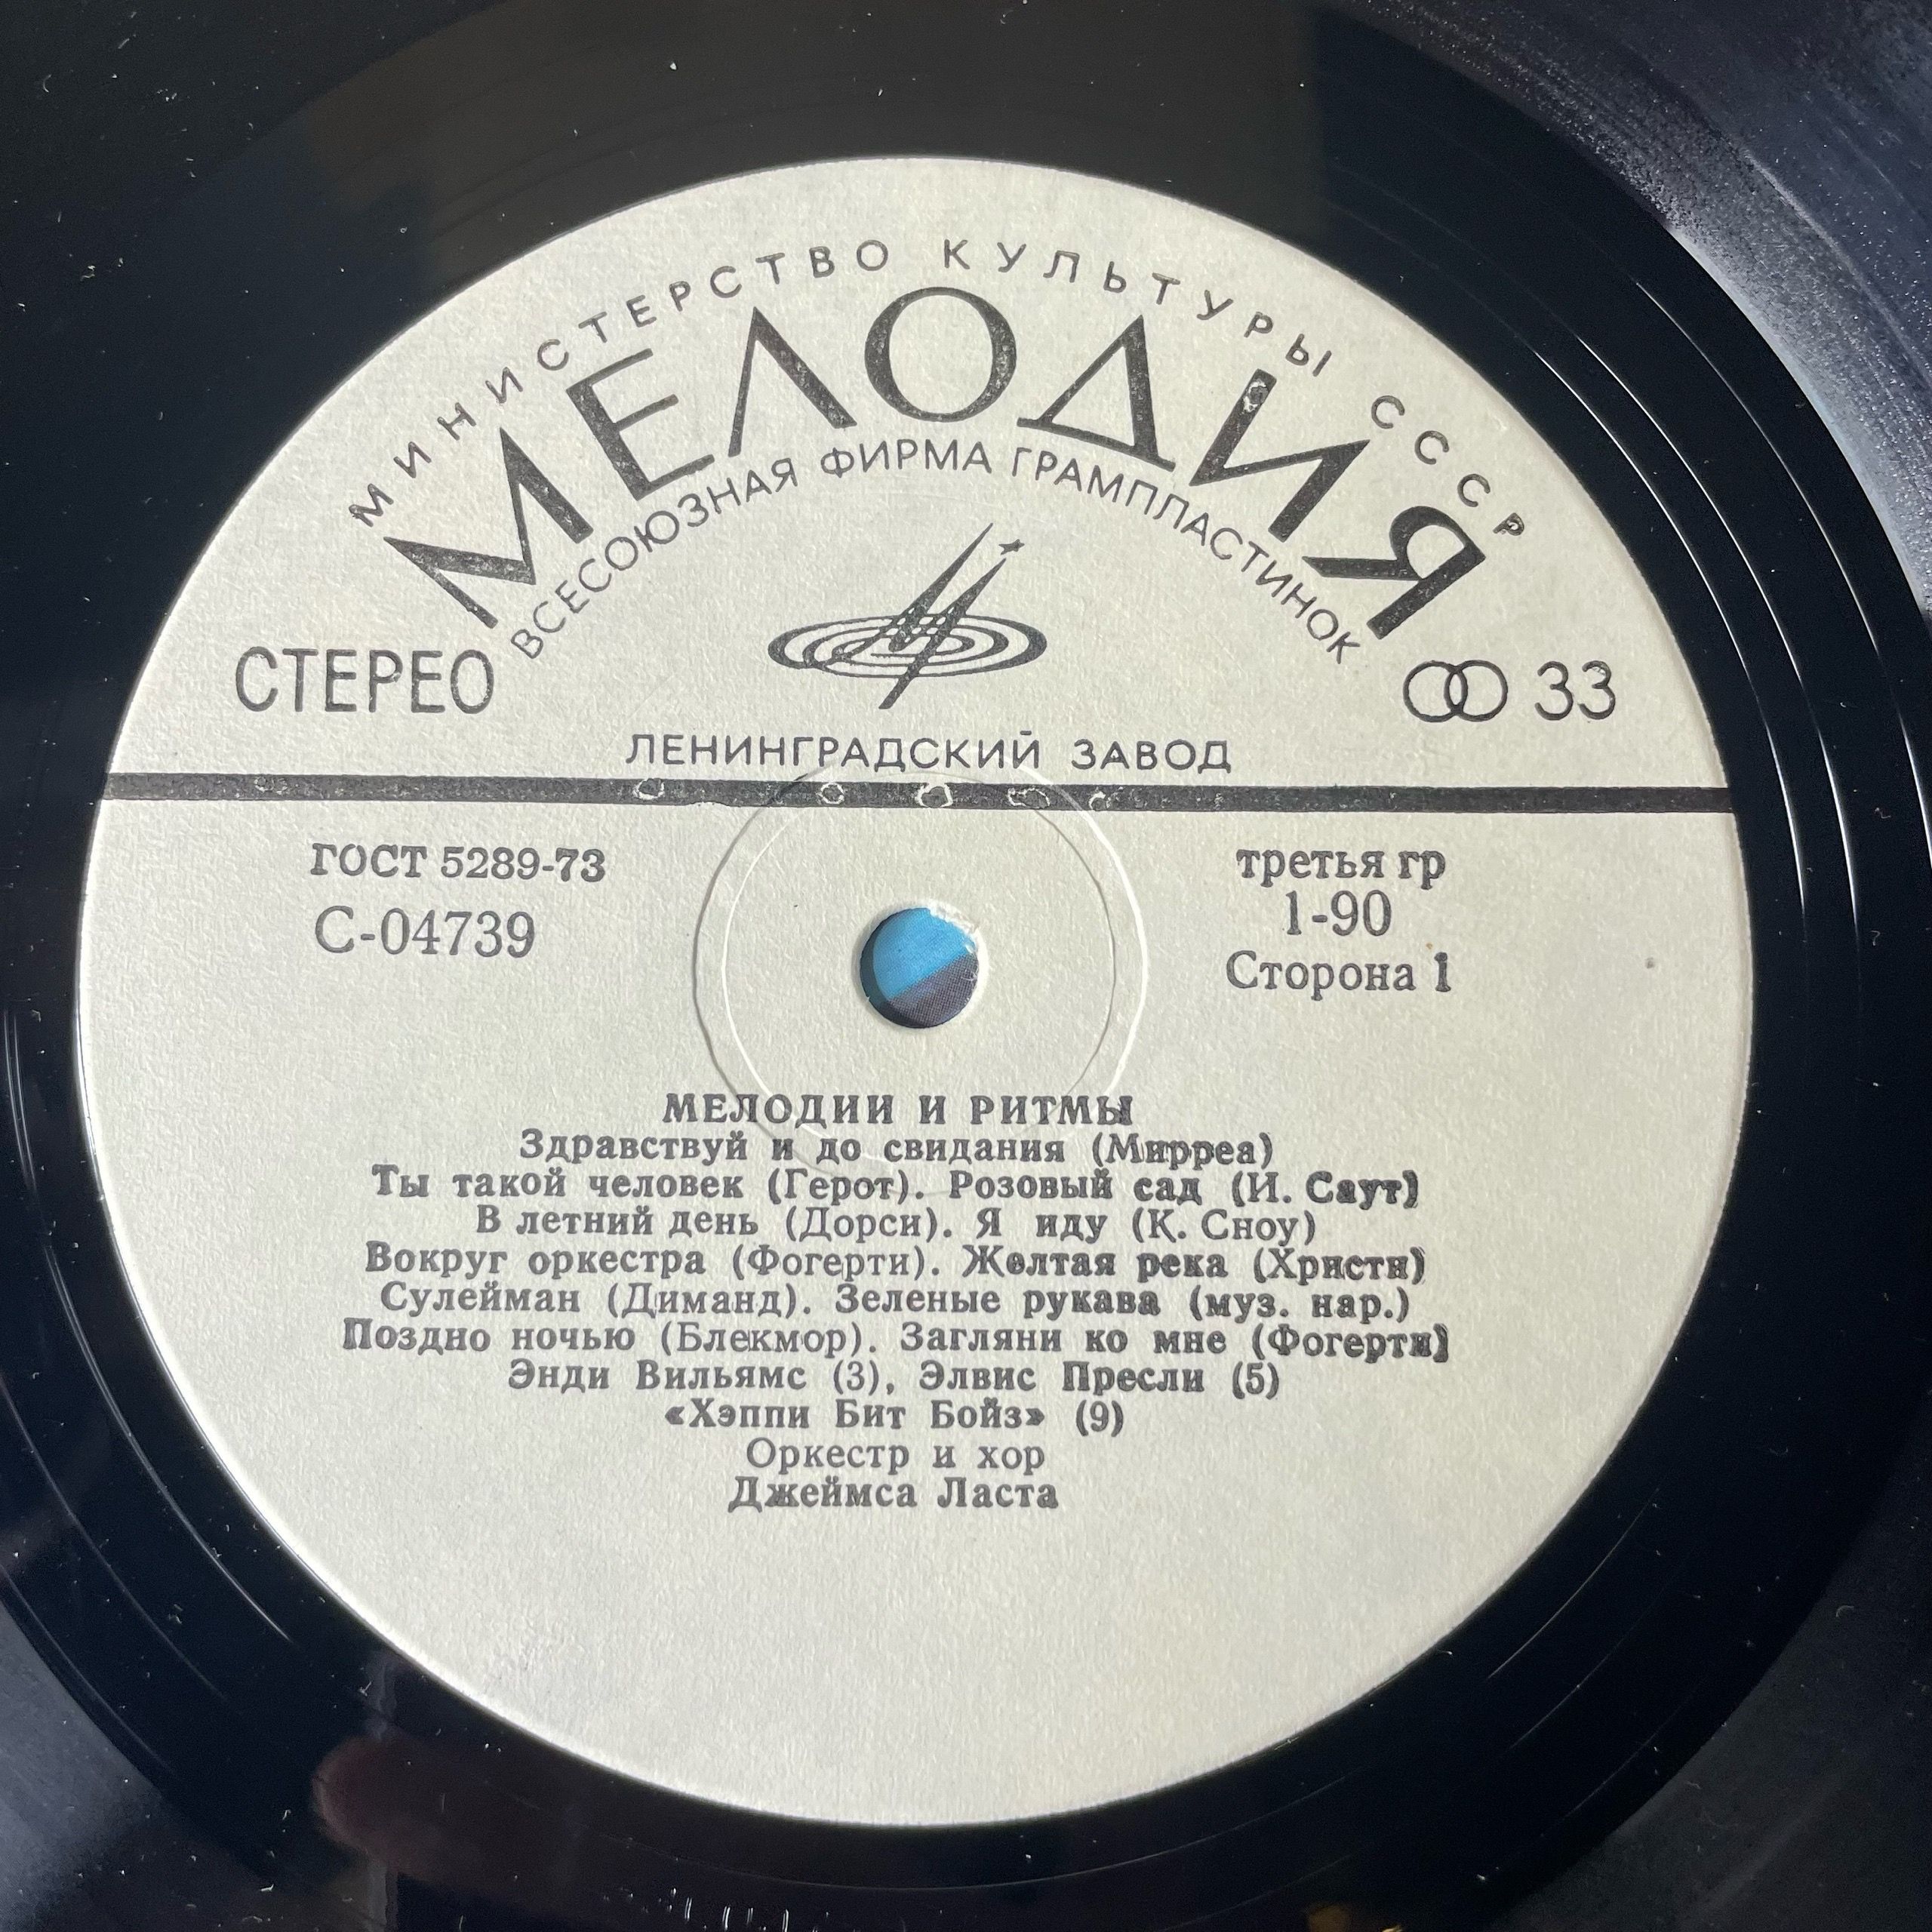 МИНИСТЕРСТВО КУЛЬТУРЫ СССР
МЕЛОДИЯ
ВСЕСОЮЗНАЯ ФИРМА ГРАМПЛАСТИНОК
СТЕРЕО
33
ЛЕНИНГРАДСКИЙ ЗАВОД
ГОСТ 5289-73
третья гр
С-04739
1-90
Сторона 1
МЕЛОДИИ И РИТМЫ
Здравствуй и до свидания (Мирреа)
Ты такой человек (Герот). Розовый сад (И. Саут)
В летний день (Дорси). Я иду (К. Сноу)
Вокруг оркестра (Фогерти). Желтая река (Христи)
Сулейман (Диманд). Зеленые рукава (муз. нар.)
Поздно ночью (Блекмор). Загляни ко мне (Фогерти)
Энди Вильямс (3), Элвис Пресли (5)
«Хэппи Бит Бойз» (9)
Оркестр и хор
Джеймса Ласта